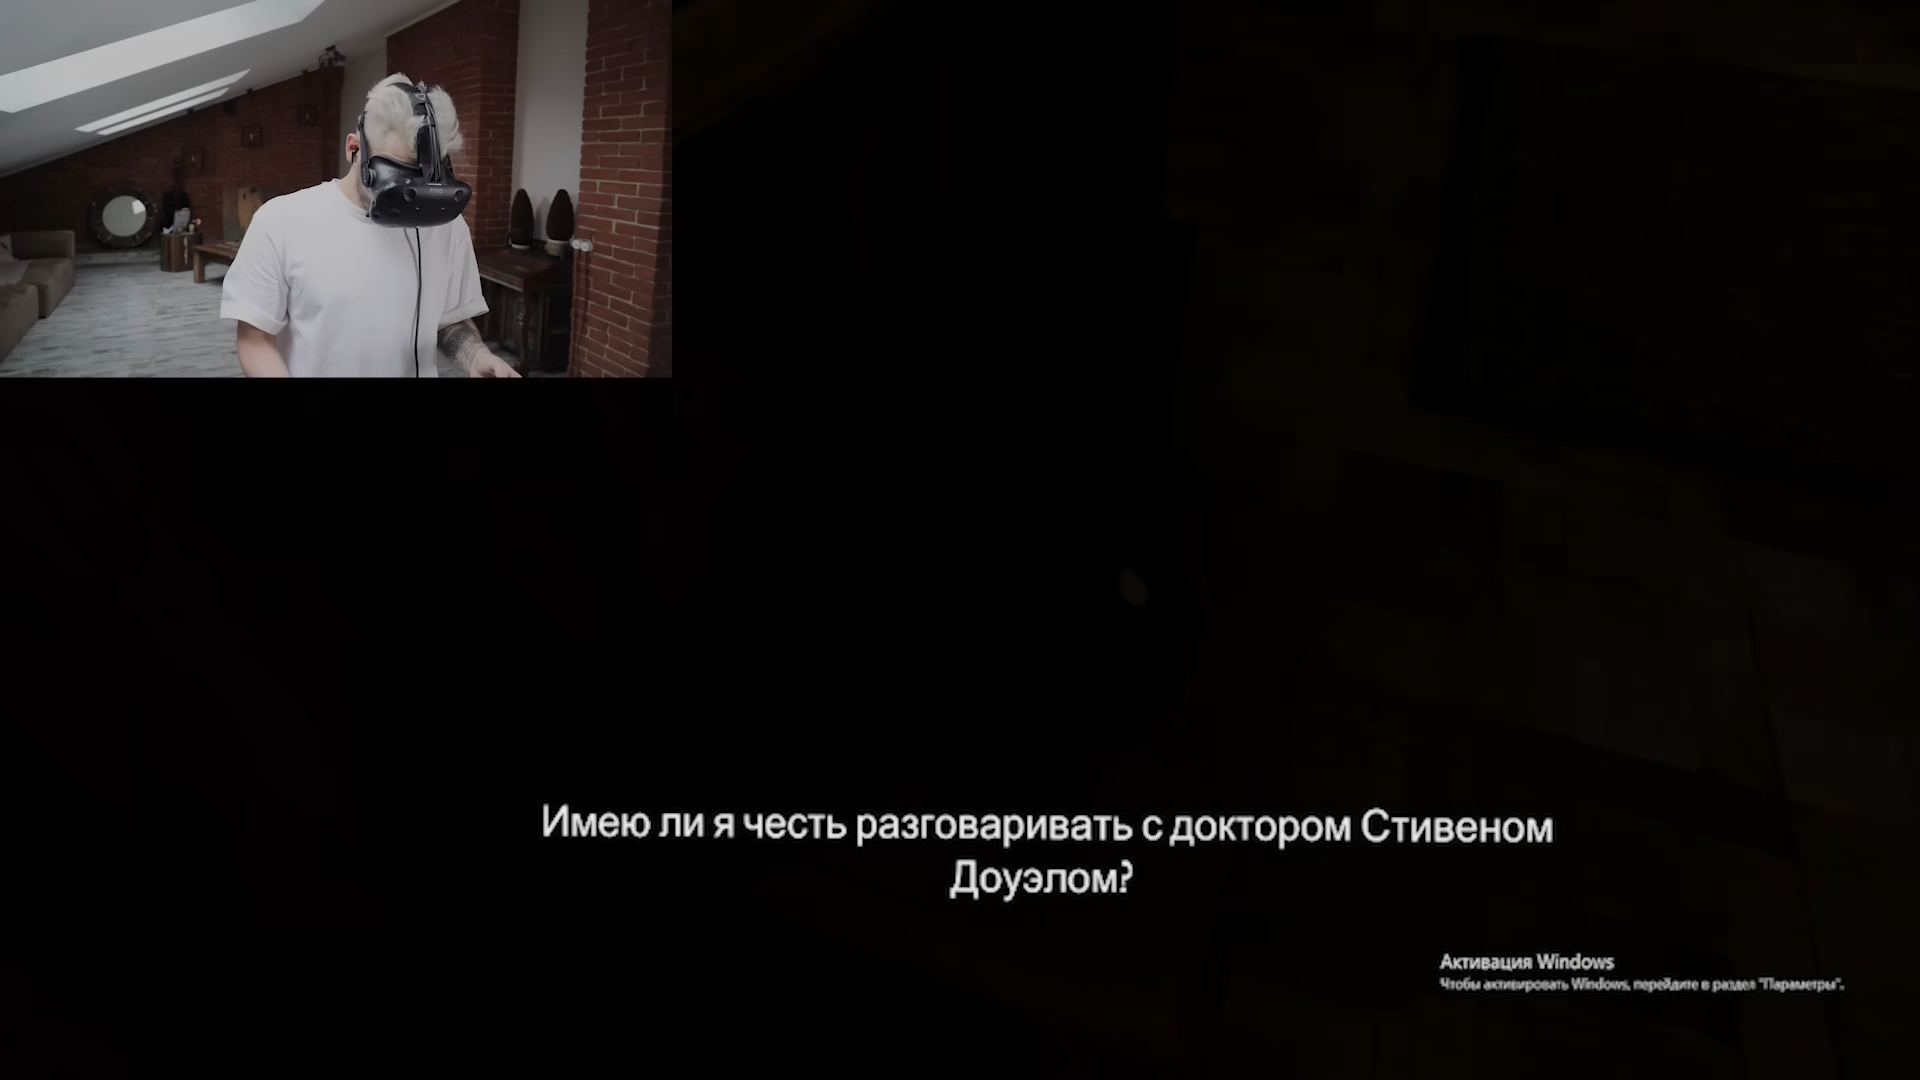 Имею ли я честь разговаривать с доктором Стивеном
Доуэлом?
Активация Windows
Чтобы активировать Windows, перейдите в раздел "Параметры".